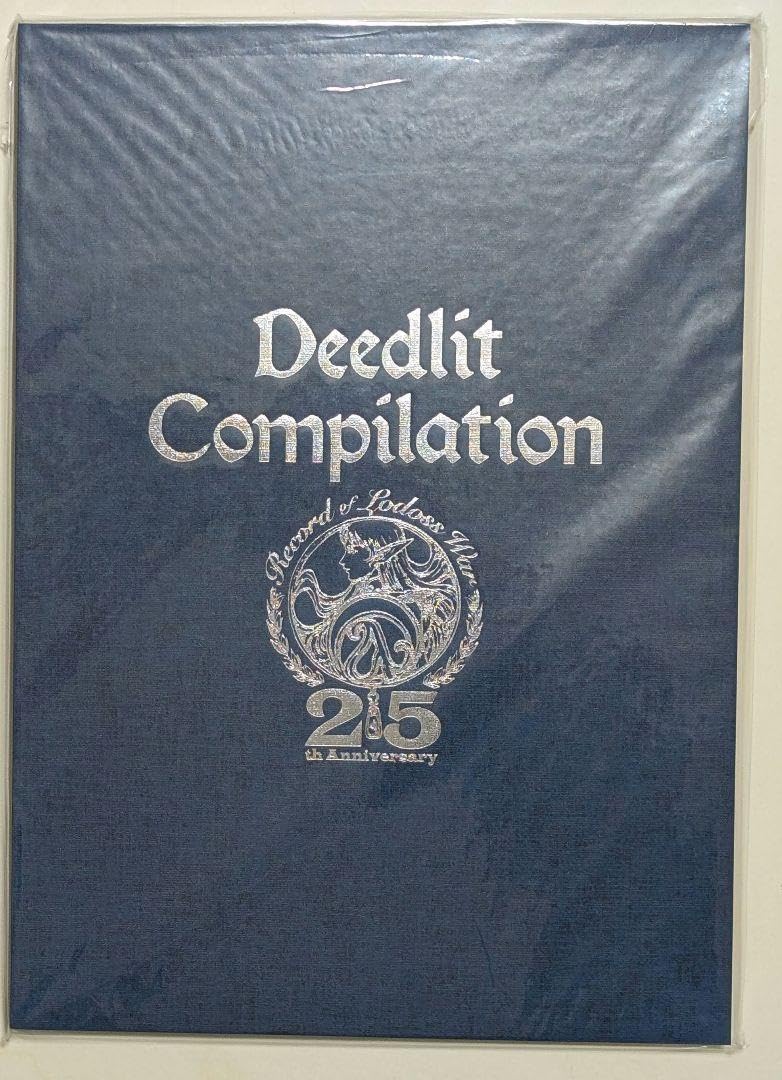 Deedlit
Compilation
Record of Lodoss War
25
th Anniversary